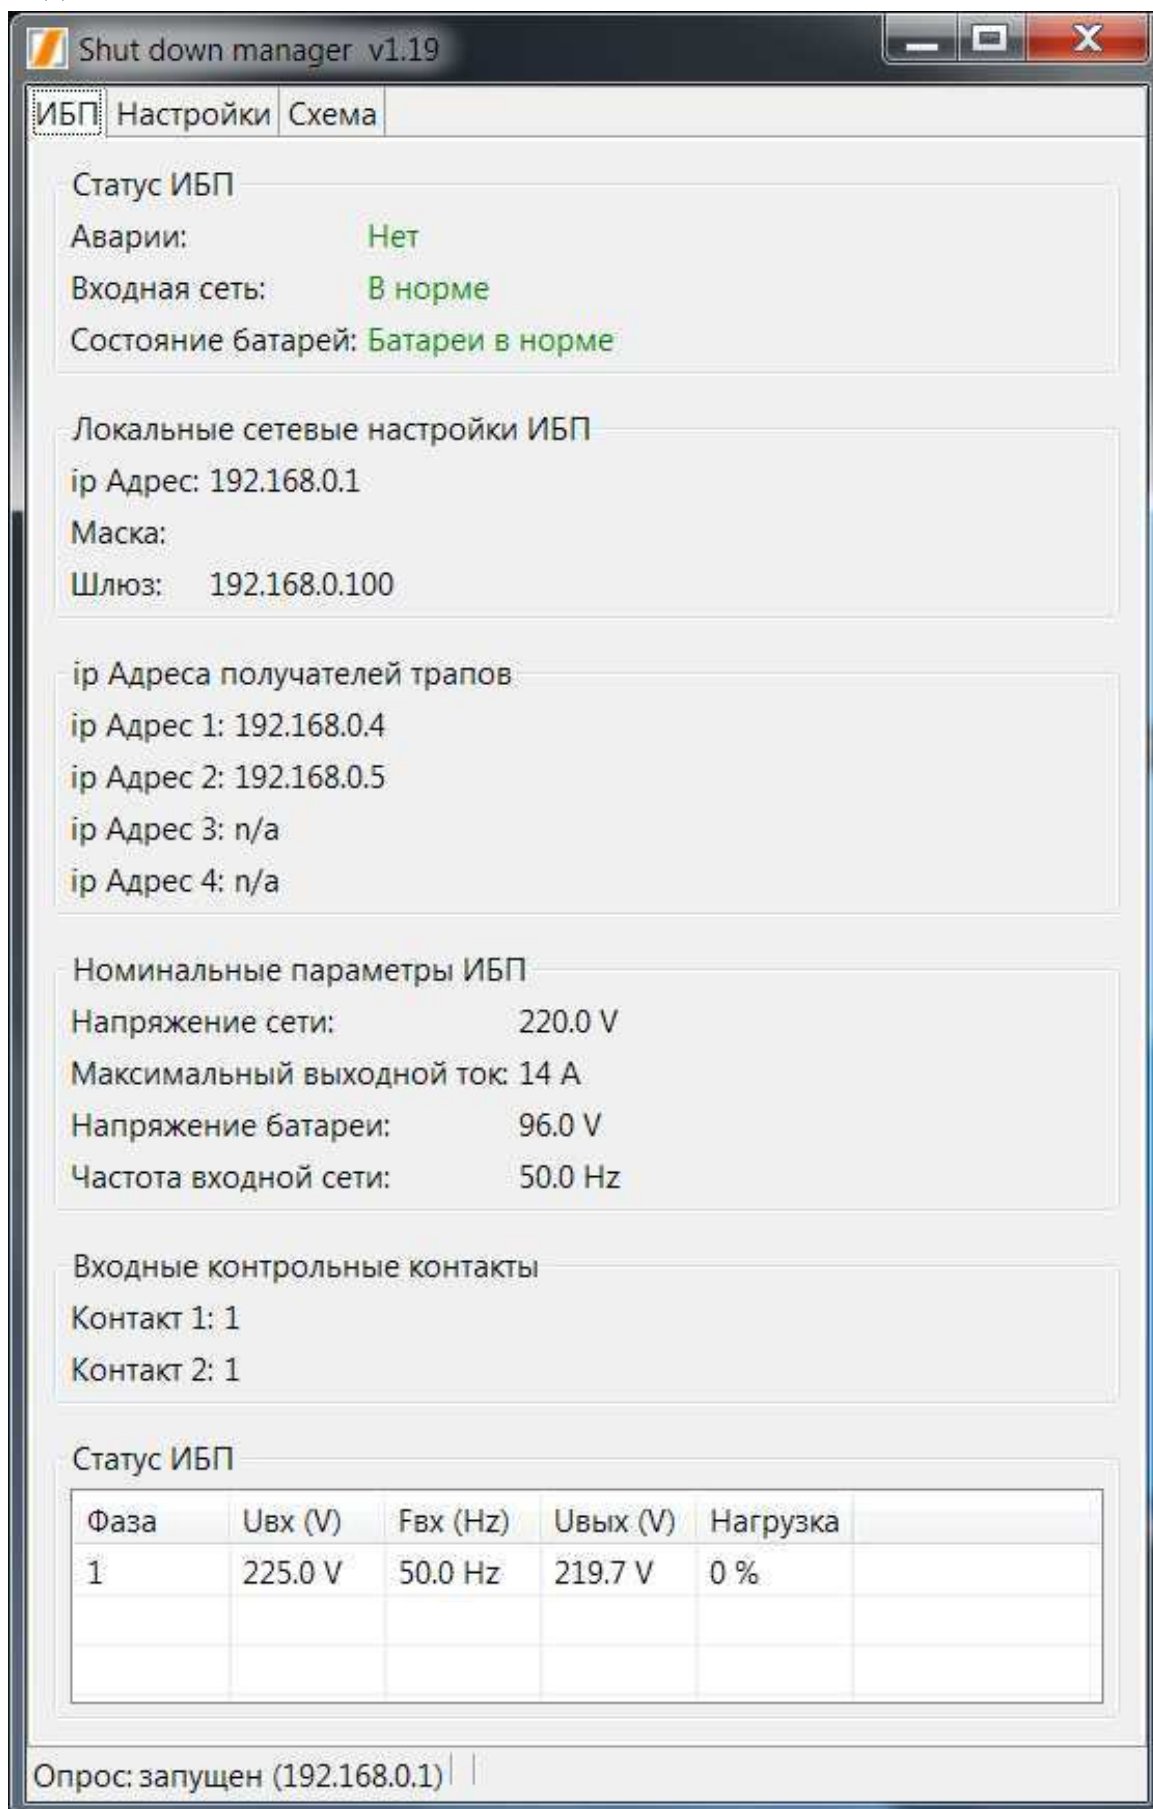 Shut down manager v1.19
ИБП Настройки Схема
Статус ИБП
Аварии: Нет
Входная сеть: В норме
Состояние батарей: Батареи в норме
Локальные сетевые настройки ИБП
ip Адрес: 192.168.0.1
Маска:
Шлюз: 192.168.0.100
ip Адреса получателей трапов
ip Адрес 1: 192.168.0.4
ip Адрес 2: 192.168.0.5
ip Адрес 3: n/a
ip Адрес 4: n/a
Номинальные параметры ИБП
Напряжение сети: 220.0 V
Максимальный выходной ток: 14 A
Напряжение батареи: 96.0 V
Частота входной сети: 50.0 Hz
Входные контрольные контакты
Контакт 1: 1
Контакт 2: 1
Статус ИБП
Фаза Uвх (V) Fвх (Hz) Uвых (V) Нагрузка
1 225.0 V 50.0 Hz 219.7 V 0 %
Опрос: запущен (192.168.0.1)